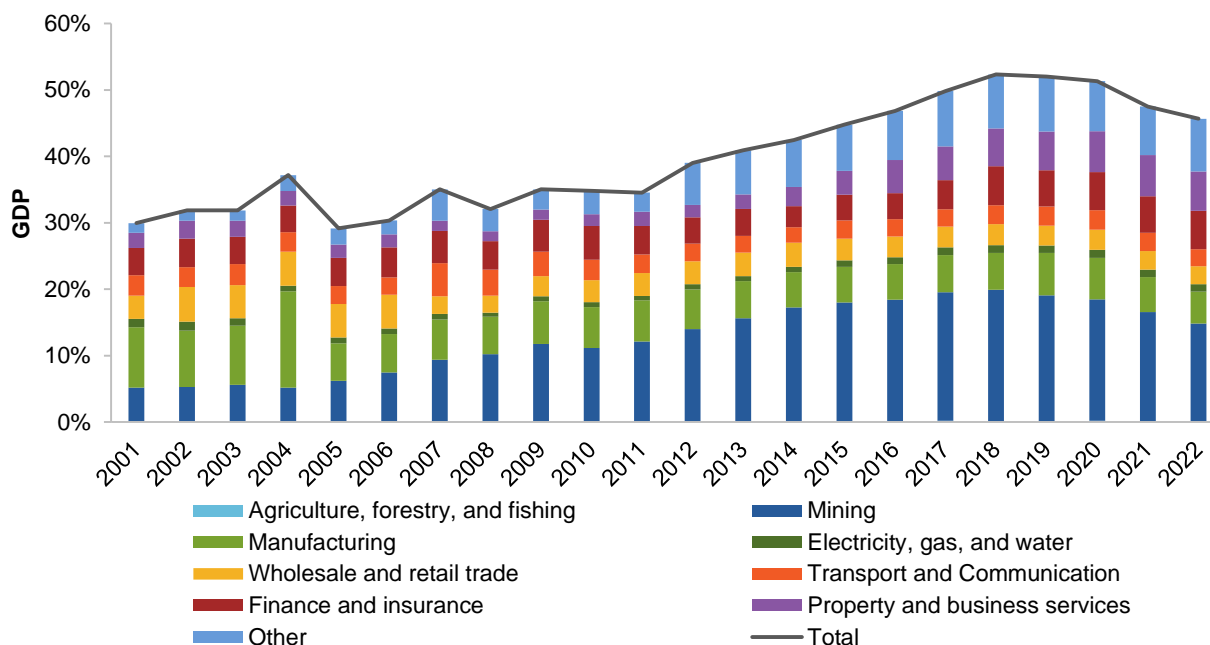 60%
50%
40%
30%
20%
10%
0%
GDP
2001
2002
2003
2004
2005
2006
2007
2008
2009
2010
2011
2012
2013
2014
2015
2016
2017
2018
2019
2020
2021
2022
Agriculture, forestry, and fishing
Mining
Manufacturing
Electricity, gas, and water
Wholesale and retail trade
Transport and Communication
Finance and insurance
Property and business services
Other
Total